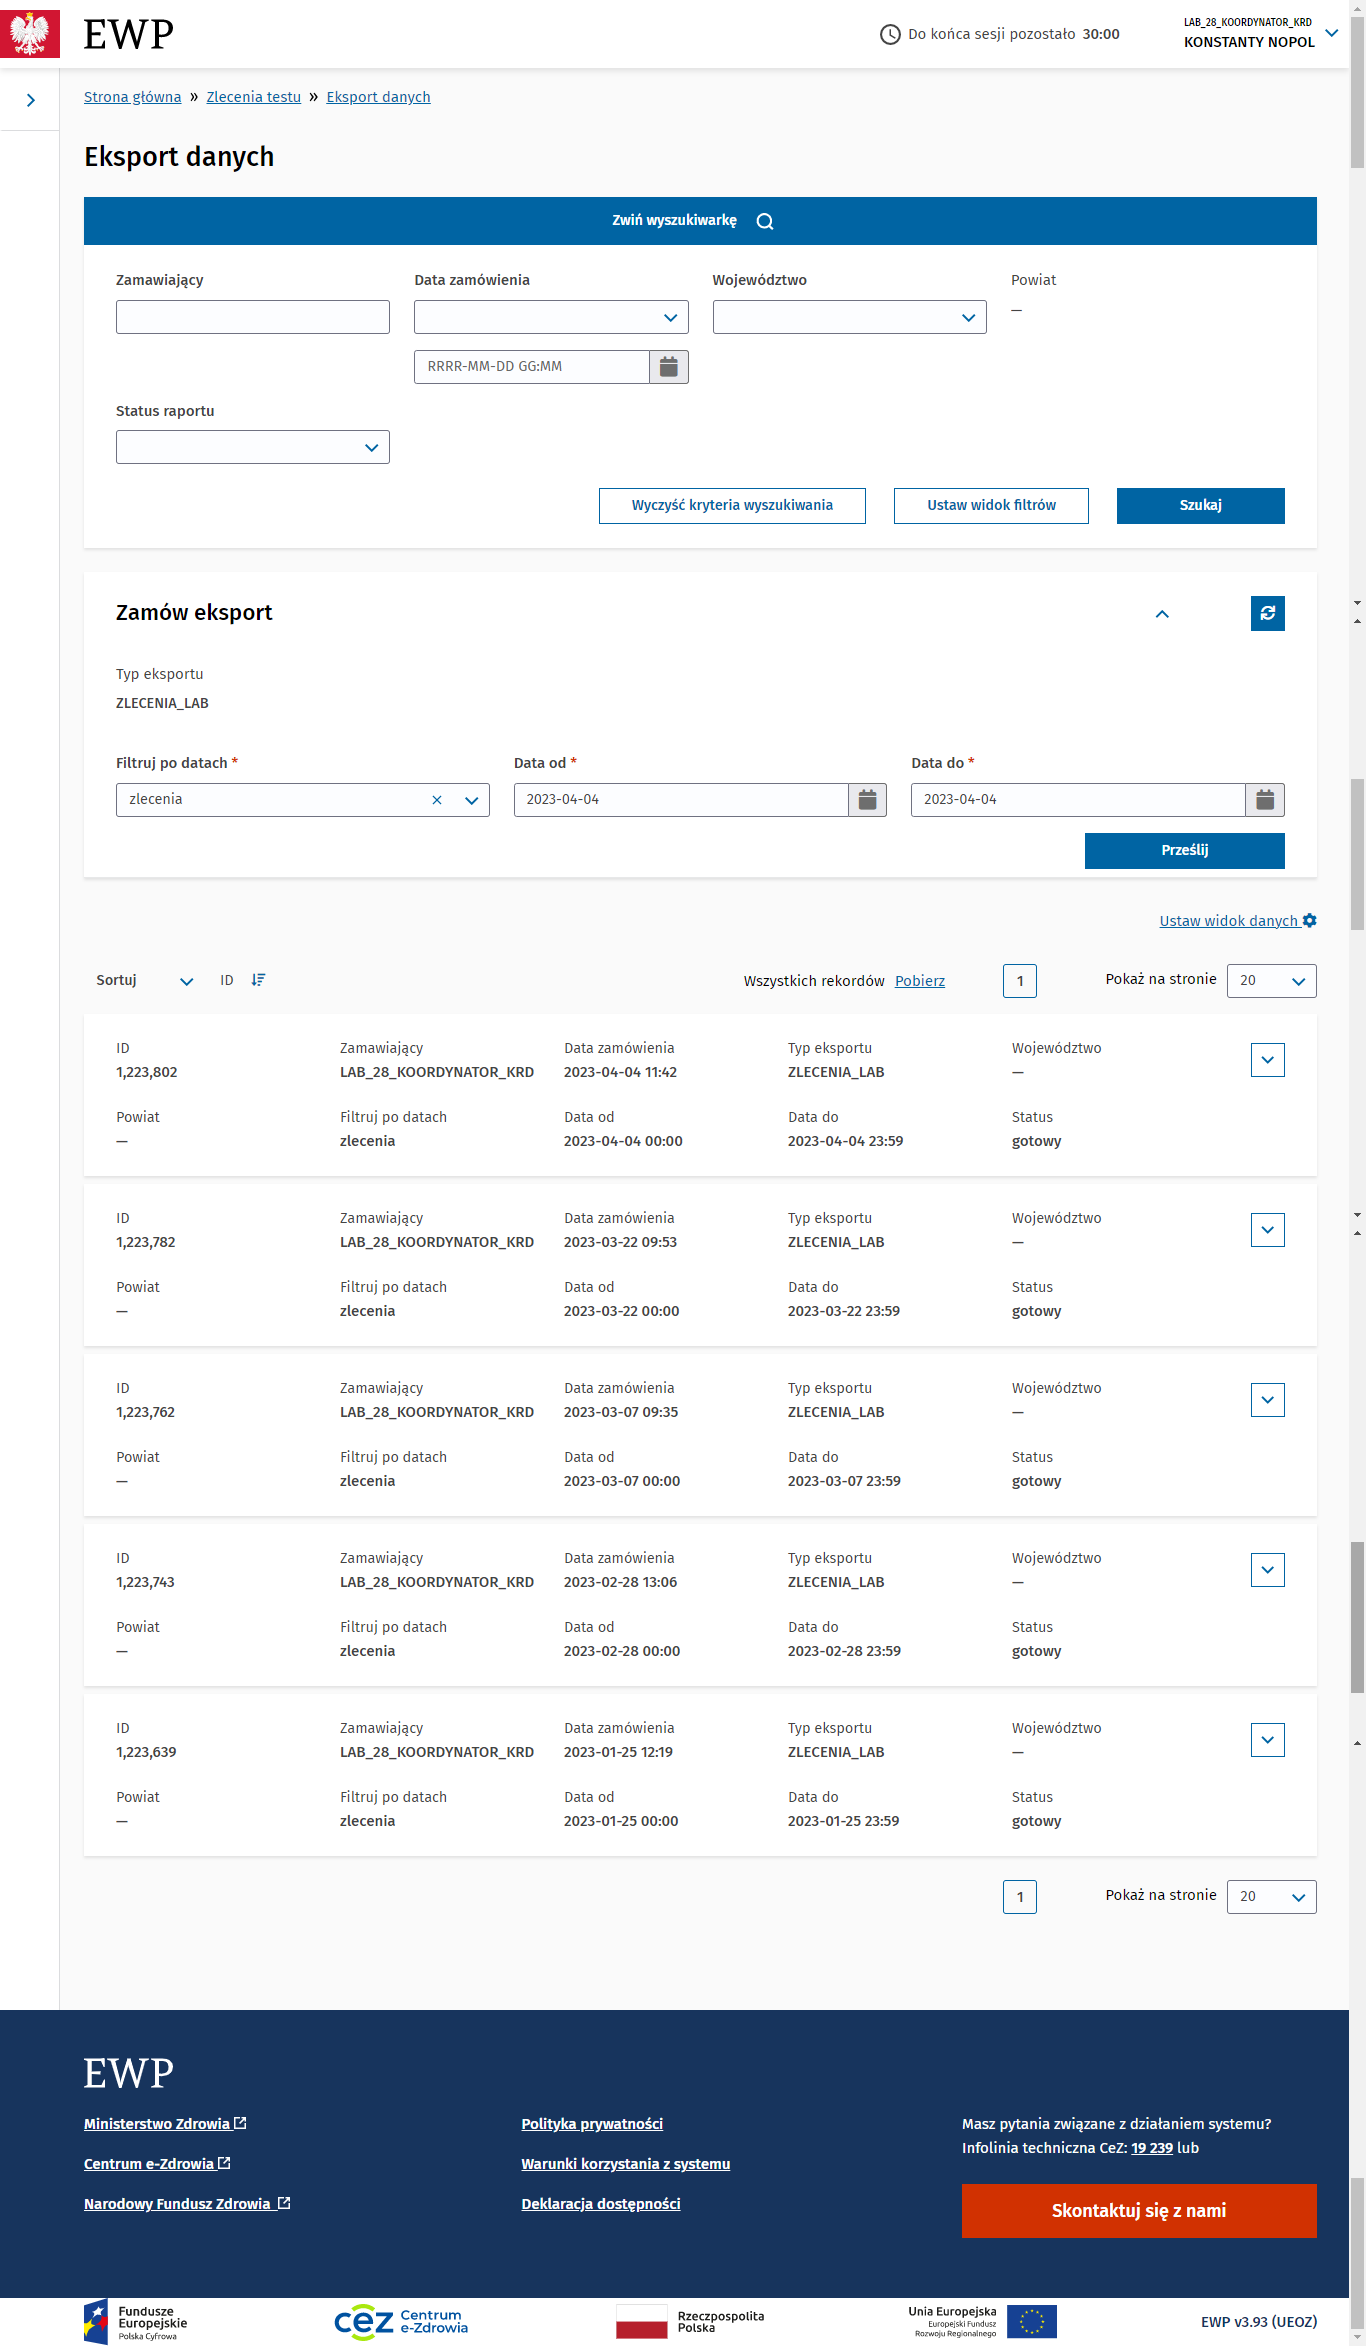 EWP
Do końca sesji pozostało 30:00
LAB_28_KOORDYNATOR_KRD
KONSTANTY NOPOL
Strona główna » Zlecenia testu » Eksport danych
Eksport danych
Zwiń wyszukiwarkę
Zamawiający Data zamówienia Województwo Powiat
—
RRRR-MM-DD GG:MM
Status raportu
Wyczyść kryteria wyszukiwania Ustaw widok filtrów Szukaj
Zamów eksport
Typ eksportu
ZLECENIA_LAB
Filtruj po datach * Data od * Data do *
zlecenia 2023-04-04 2023-04-04
Prześlij
Ustaw widok danych
Sortuj ID Wszystkich rekordów Pobierz 1 Pokaż na stronie 20
ID Zamawiający Data zamówienia Typ eksportu Województwo
1,223,802 LAB_28_KOORDYNATOR_KRD 2023-04-04 11:42 ZLECENIA_LAB —
Powiat Filtruj po datach Data od Data do Status
— zlecenia 2023-04-04 00:00 2023-04-04 23:59 gotowy
ID Zamawiający Data zamówienia Typ eksportu Województwo
1,223,782 LAB_28_KOORDYNATOR_KRD 2023-03-22 09:53 ZLECENIA_LAB —
Powiat Filtruj po datach Data od Data do Status
— zlecenia 2023-03-22 00:00 2023-03-22 23:59 gotowy
ID Zamawiający Data zamówienia Typ eksportu Województwo
1,223,762 LAB_28_KOORDYNATOR_KRD 2023-03-07 09:35 ZLECENIA_LAB —
Powiat Filtruj po datach Data od Data do Status
— zlecenia 2023-03-07 00:00 2023-03-07 23:59 gotowy
ID Zamawiający Data zamówienia Typ eksportu Województwo
1,223,743 LAB_28_KOORDYNATOR_KRD 2023-02-28 13:06 ZLECENIA_LAB —
Powiat Filtruj po datach Data od Data do Status
— zlecenia 2023-02-28 00:00 2023-02-28 23:59 gotowy
ID Zamawiający Data zamówienia Typ eksportu Województwo
1,223,639 LAB_28_KOORDYNATOR_KRD 2023-01-25 12:19 ZLECENIA_LAB —
Powiat Filtruj po datach Data od Data do Status
— zlecenia 2023-01-25 00:00 2023-01-25 23:59 gotowy
1 Pokaż na stronie 20
EWP
Ministerstwo Zdrowia
Centrum e-Zdrowia
Narodowy Fundusz Zdrowia
Polityka prywatności
Warunki korzystania z systemu
Deklaracja dostępności
Masz pytania związane z działaniem systemu?
Infolinia techniczna CeZ: 19 239 lub
Skontaktuj się z nami
Fundusze
Europejskie
Polska Cyfrowa
cez Centrum
e-Zdrowia
Rzeczpospolita
Polska
Unia Europejska
Europejski Fundusz
Rozwoju Regionalnego
EWP v3.93 (UEOZ)